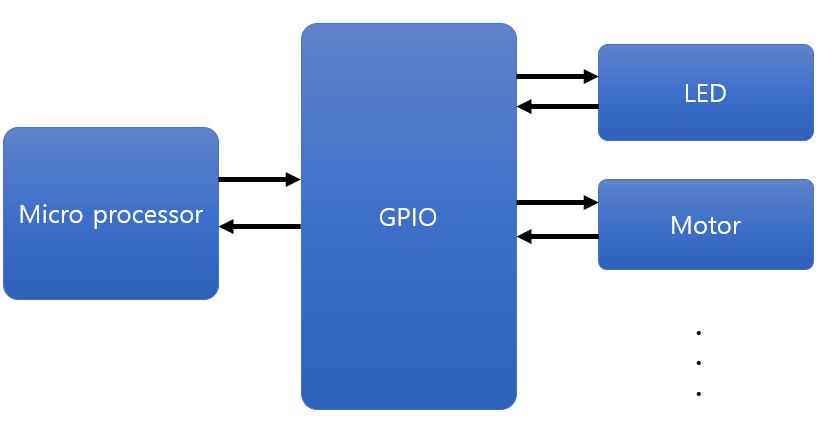 Micro processor
GPIO
LED
Motor
.
.
.